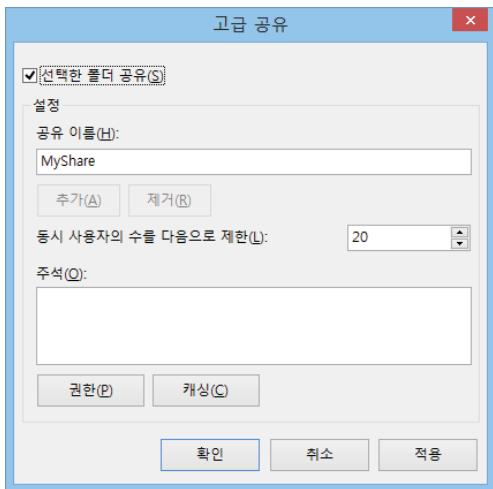 고급 공유
선택한 폴더 공유(S)
설정
공유 이름(H):
MyShare
추가(A) 제거(R)
동시 사용자의 수를 다음으로 제한(L): 20
주석(O):
권한(P) 캐싱(C)
확인 취소 적용